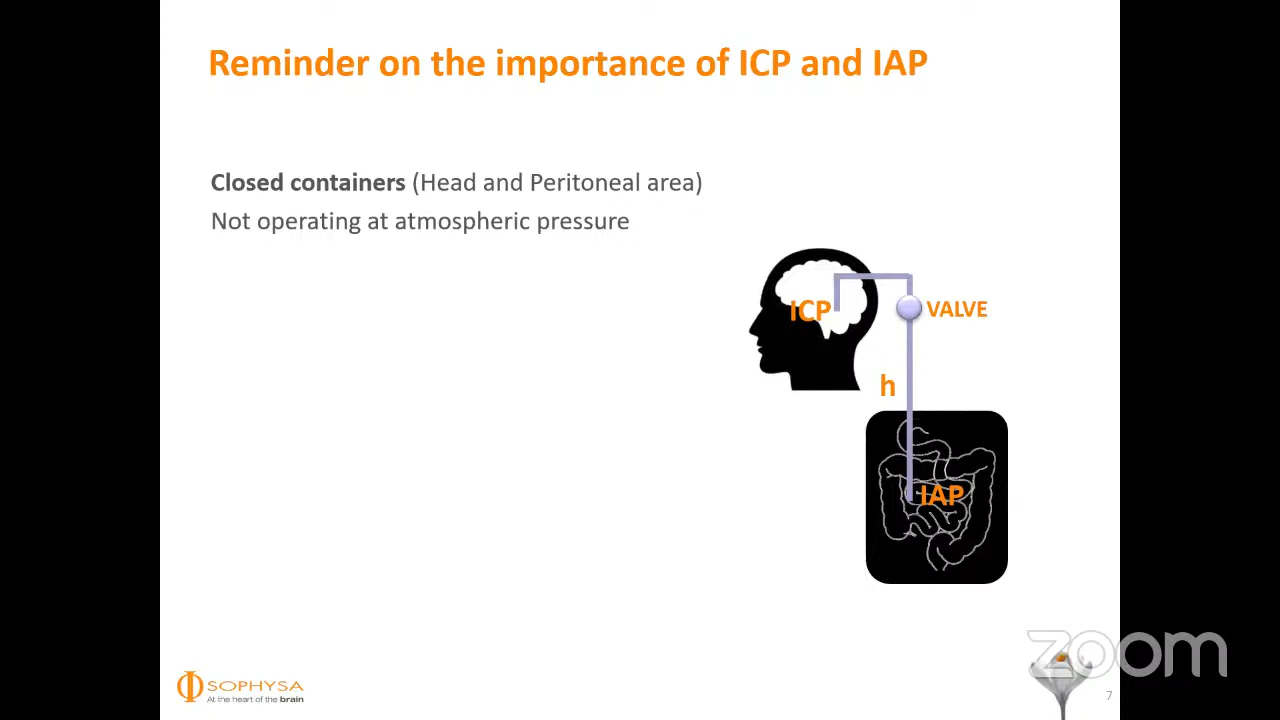 Reminder on the importance of ICP and IAP
Closed containers (Head and Peritoneal area)
Not operating at atmospheric pressure
ICP
VALVE
h
IAP
SOPHYSA
At the heart of the brain
zoom
7